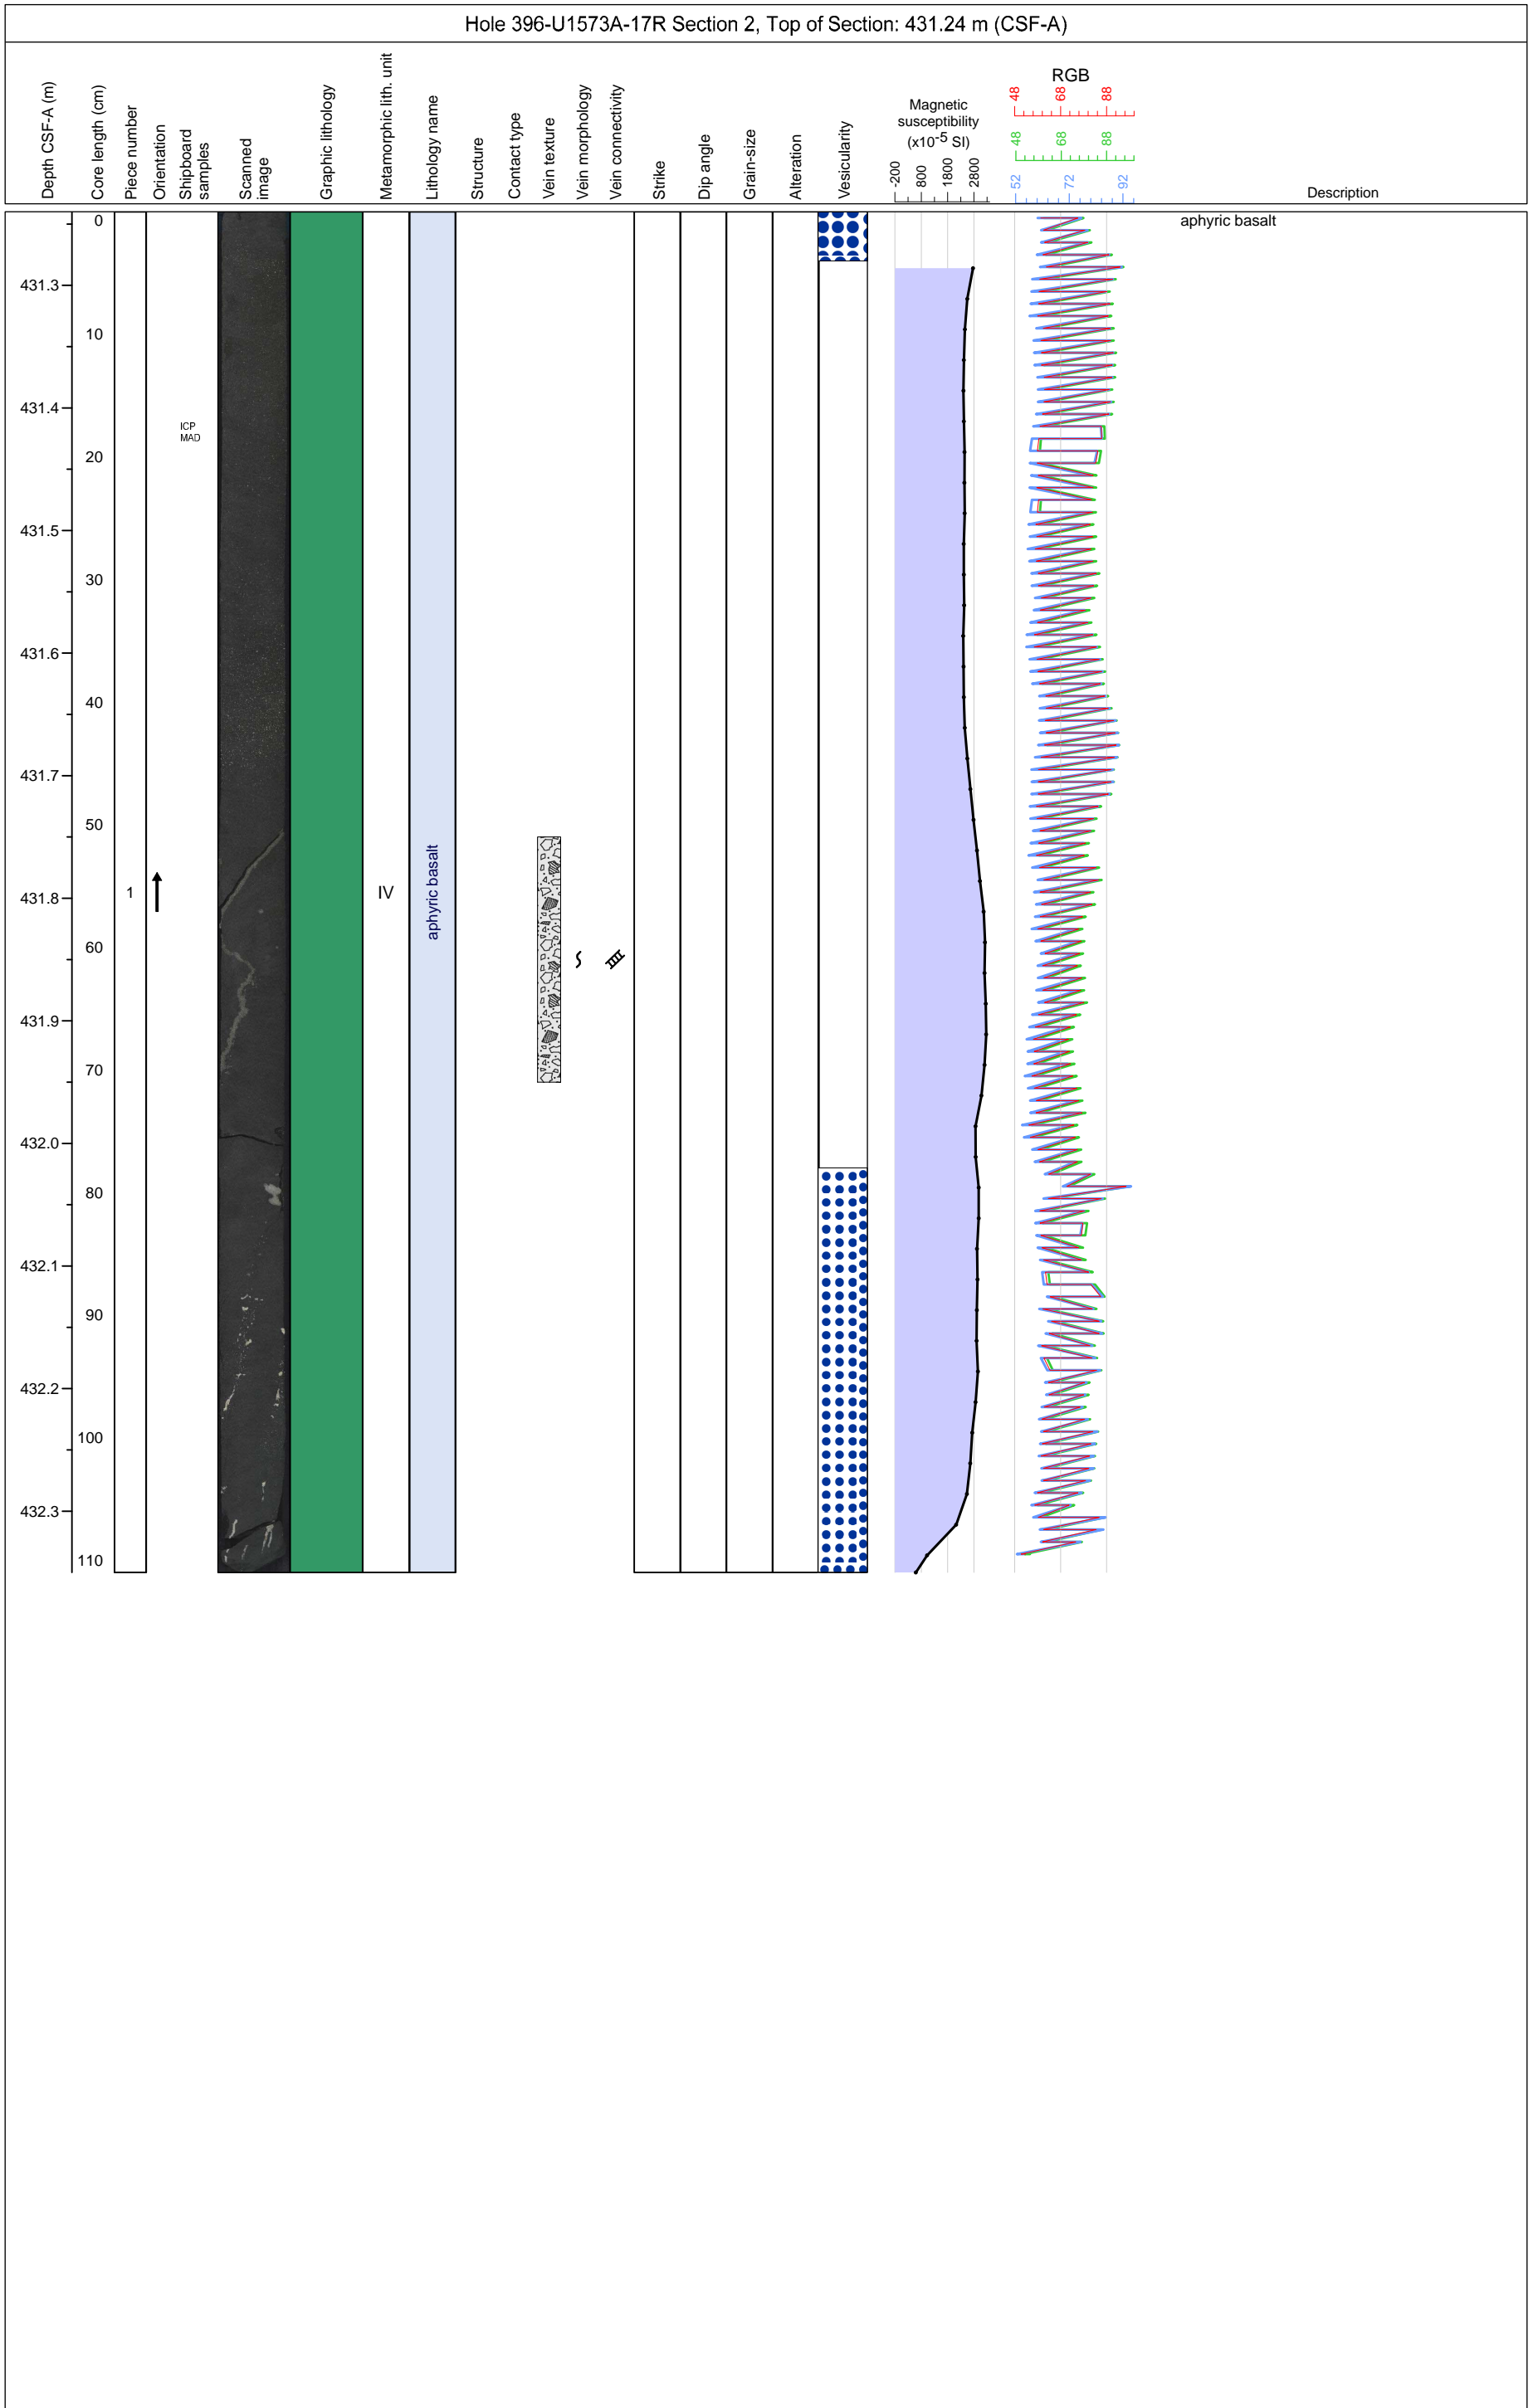 Hole 396-U1573A-17R Section 2, Top of Section: 431.24 m (CSF-A)
Depth CSF-A (m)
Core length (cm)
Piece number
Orientation
Shipboard
samples
Scanned
image
Graphic lithology
Metamorphic lith. unit
Lithology name
Structure
Contact type
Vein texture
Vein morphology
Vein connectivity
Strike
Dip angle
Grain-size
Alteration
Vesicularity
Magnetic
susceptibility
(x10-5 SI)
-200
800
1800
2800
RGB
48
68
88
48
68
88
52
72
92
Description
0
aphyric basalt
431.3
10
431.4
ICP
MAD
20
431.5
30
431.6
40
431.7
50
431.8
1
IV
aphyric basalt
60
431.9
70
432.0
80
432.1
90
432.2
100
432.3
110